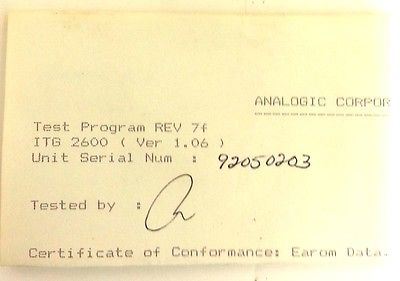 ANALOGIC CORPOR
Test Program REV 7f
ITG 2600 ( Ver 1.06 )
Unit Serial Num : 92050203
Tested by :
Certificate of Conformance: Earom Data.